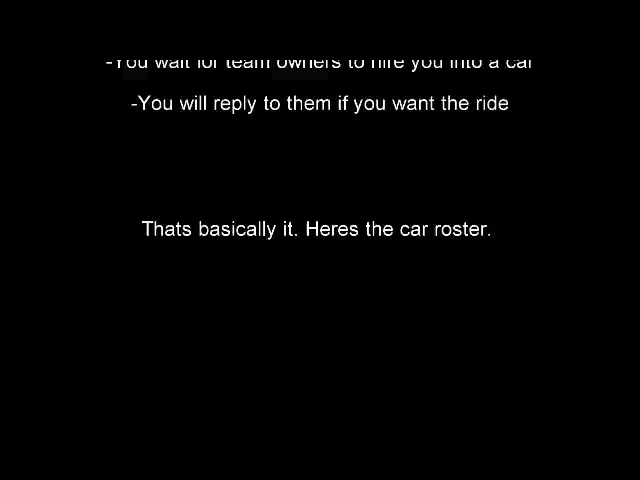 -You wait for team owners to hire you into a car
-You will reply to them if you want the ride
Thats basically it. Heres the car roster.